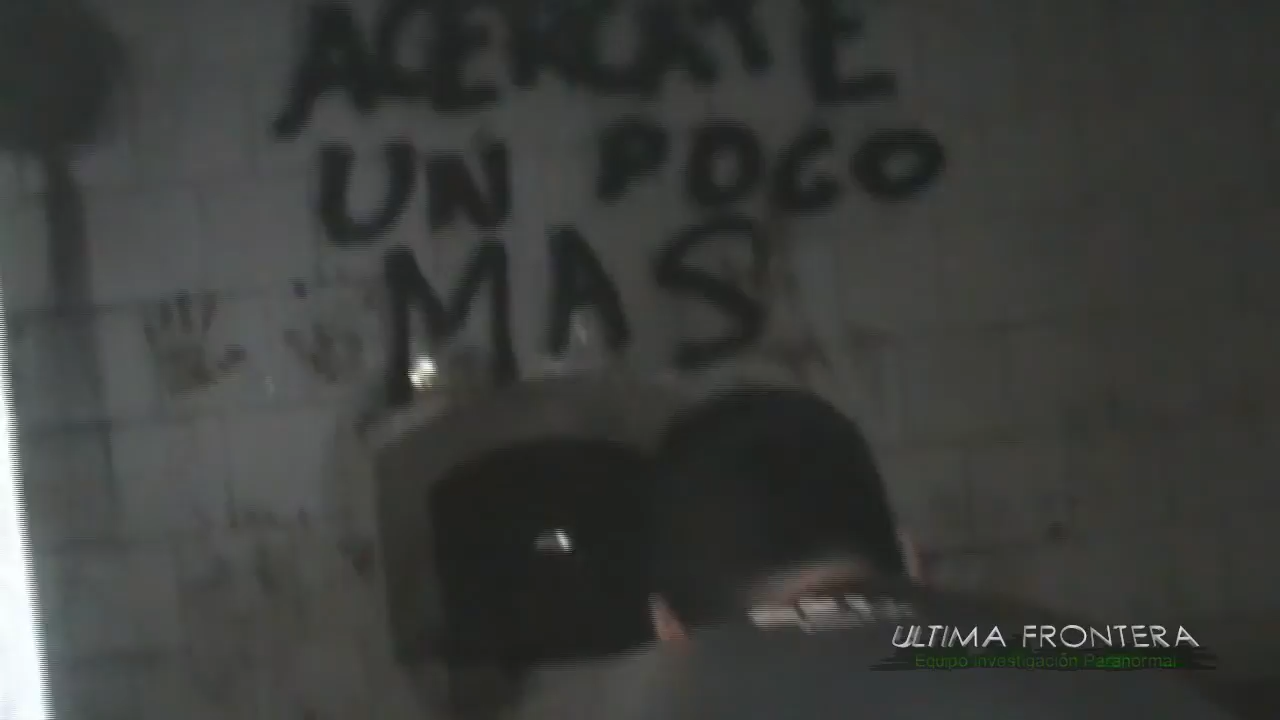 ACERCATE
UN POCO
MAS
ULTIMA FRONTERA
Equipo Investigación Paranormal